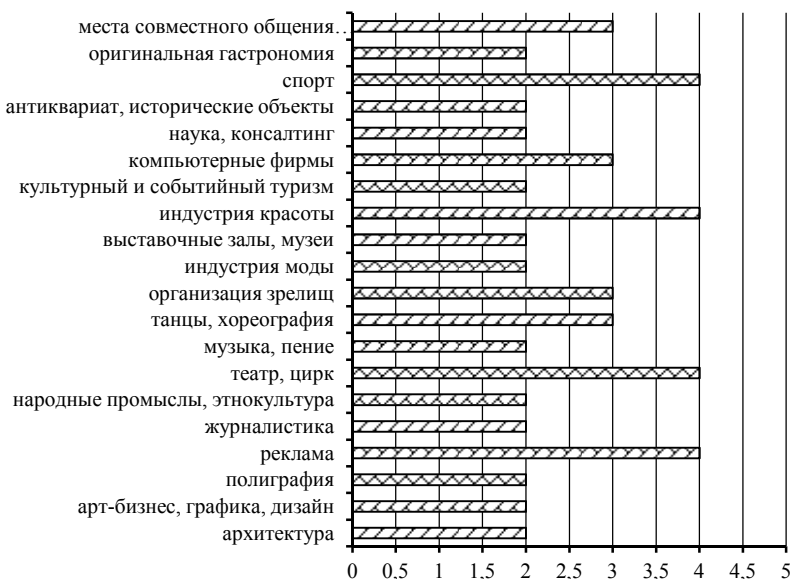 места совместного общения…
оригинальная гастрономия
спорт
антиквариат, исторические объекты
наука, консалтинг
компьютерные фирмы
культурный и событийный туризм
индустрия красоты
выставочные залы, музеи
индустрия моды
организация зрелищ
танцы, хореография
музыка, пение
театр, цирк
народные промыслы, этнокультура
журналистика
реклама
полиграфия
арт-бизнес, графика, дизайн
архитектура
0 0,5 1 1,5 2 2,5 3 3,5 4 4,5 5